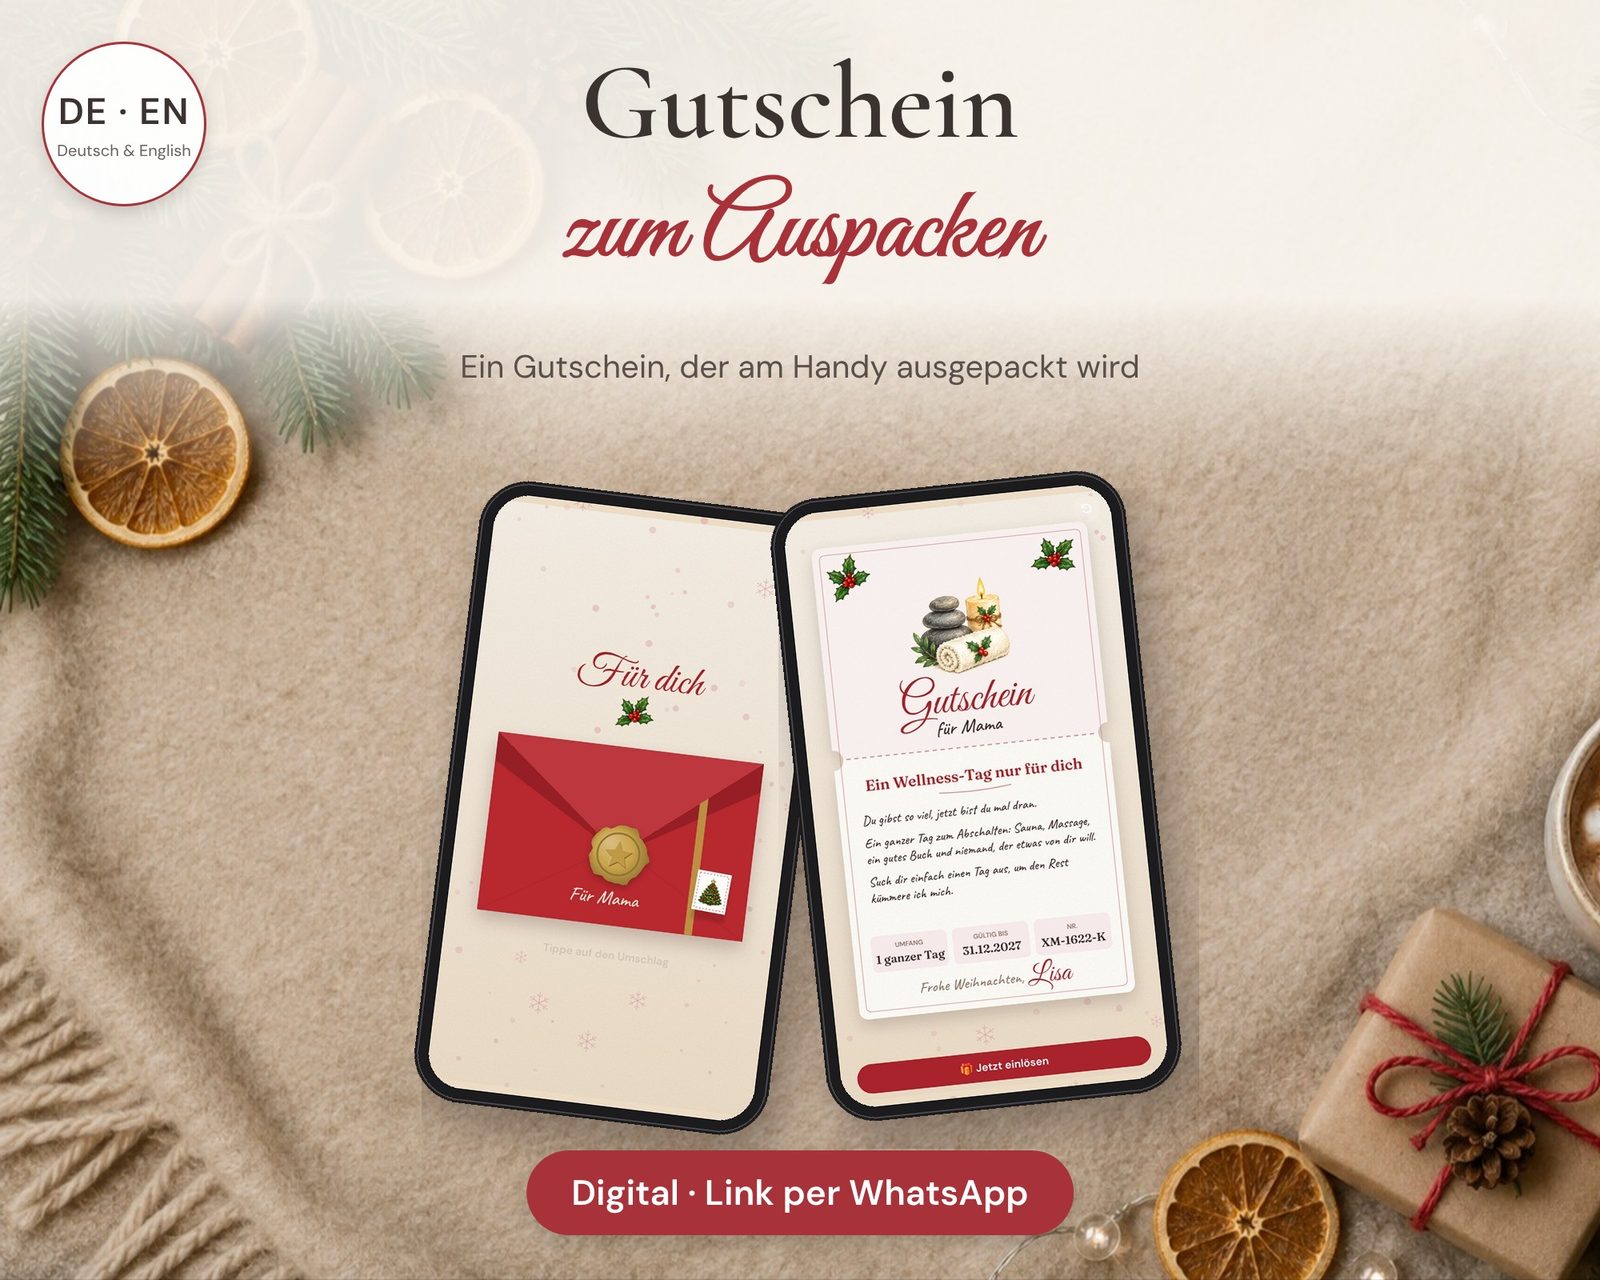 DE · EN
Deutsch & English
Gutschein
zum Auspacken
Ein Gutschein, der am Handy ausgepackt wird
Für dich
Für Mama
Tippe auf den Umschlag
Gutschein
für Mama
Ein Wellness-Tag nur für dich
Du gibst so viel, jetzt bist du mal dran.
Ein ganzer Tag zum Abschalten: Sauna, Massage,
ein gutes Buch und niemand, der etwas von dir will.
Such dir einfach einen Tag aus, um den Rest
kümmere ich mich.
UMFANG
1 ganzer Tag
GÜLTIG BIS
31.12.2027
NR.
XM-1622-K
Frohe Weihnachten, Lisa
🎁 Jetzt einlösen
Digital · Link per WhatsApp